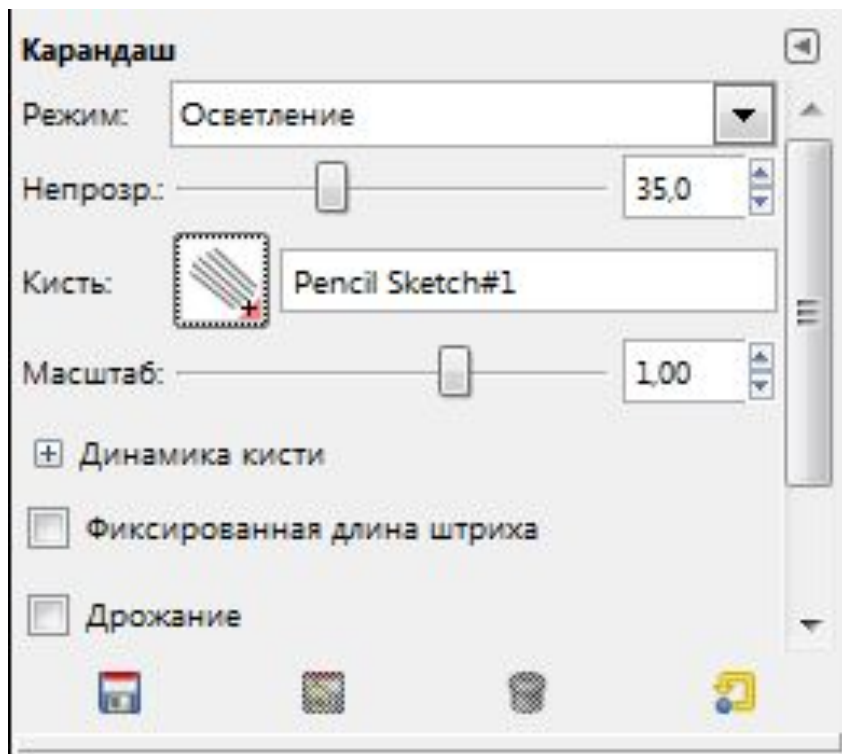 Карандаш
Режим: Осветление
Непрозр.: 35,0
Кисть: Pencil Sketch#1
Масштаб: 1,00
Динамика кисти
Фиксированная длина штриха
Дрожание